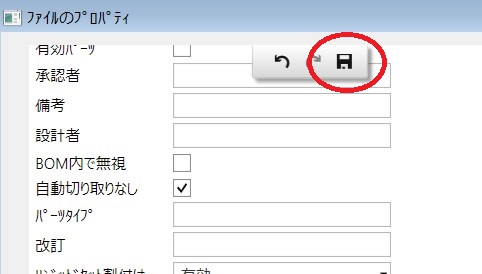 ﾌｧｲﾙのﾌﾟﾛﾊﾟﾃｨ
有効ﾊﾟｰﾂ
承認者
備考
設計者
BOM内で無視
自動切り取りなし
ﾊﾟｰﾂﾀｲﾌﾟ
改訂
有効